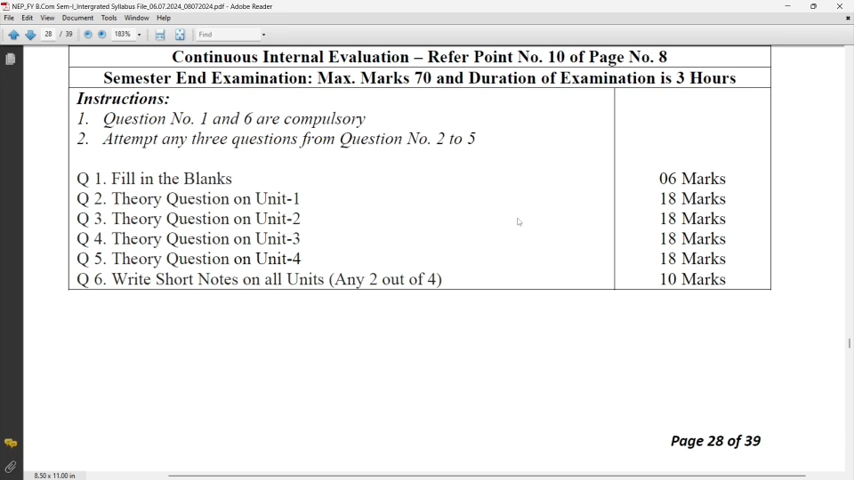 NEP_FY B.Com Sem-I_Intergrated Syllabus File_06.07.2024_08072024.pdf - Adobe Reader
File Edit View Document Tools Window Help
28 / 39 183% Find
Continuous Internal Evaluation – Refer Point No. 10 of Page No. 8
Semester End Examination: Max. Marks 70 and Duration of Examination is 3 Hours
Instructions:
1. Question No. 1 and 6 are compulsory
2. Attempt any three questions from Question No. 2 to 5
Q 1. Fill in the Blanks 06 Marks
Q 2. Theory Question on Unit-1 18 Marks
Q 3. Theory Question on Unit-2 18 Marks
Q 4. Theory Question on Unit-3 18 Marks
Q 5. Theory Question on Unit-4 18 Marks
Q 6. Write Short Notes on all Units (Any 2 out of 4) 10 Marks
Page 28 of 39
8.50 x 11.00 in